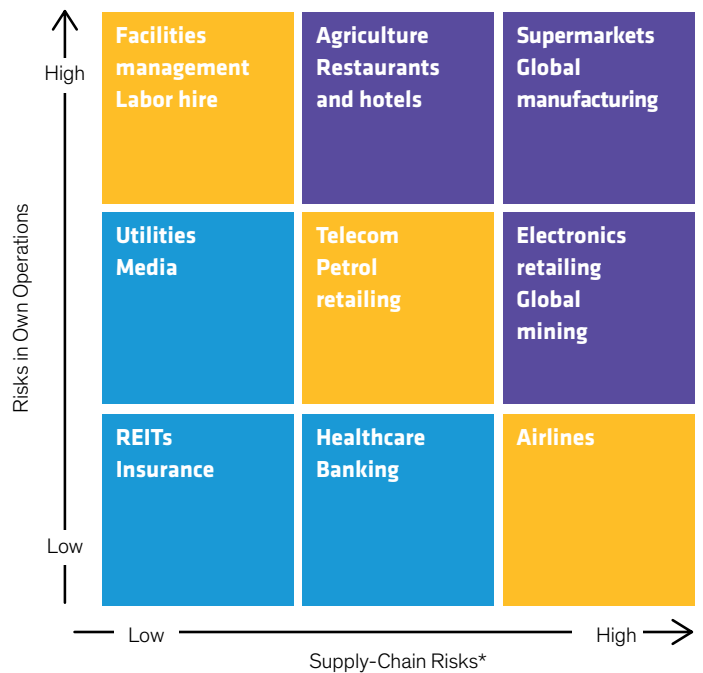 High
Facilities
management
Labor hire
Agriculture
Restaurants
and hotels
Supermarkets
Global
manufacturing
Risks in Own Operations
Utilities
Media
Telecom
Petrol
retailing
Electronics
retailing
Global
mining
REITs
Insurance
Healthcare
Banking
Airlines
Low
Low
High
Supply-Chain Risks*